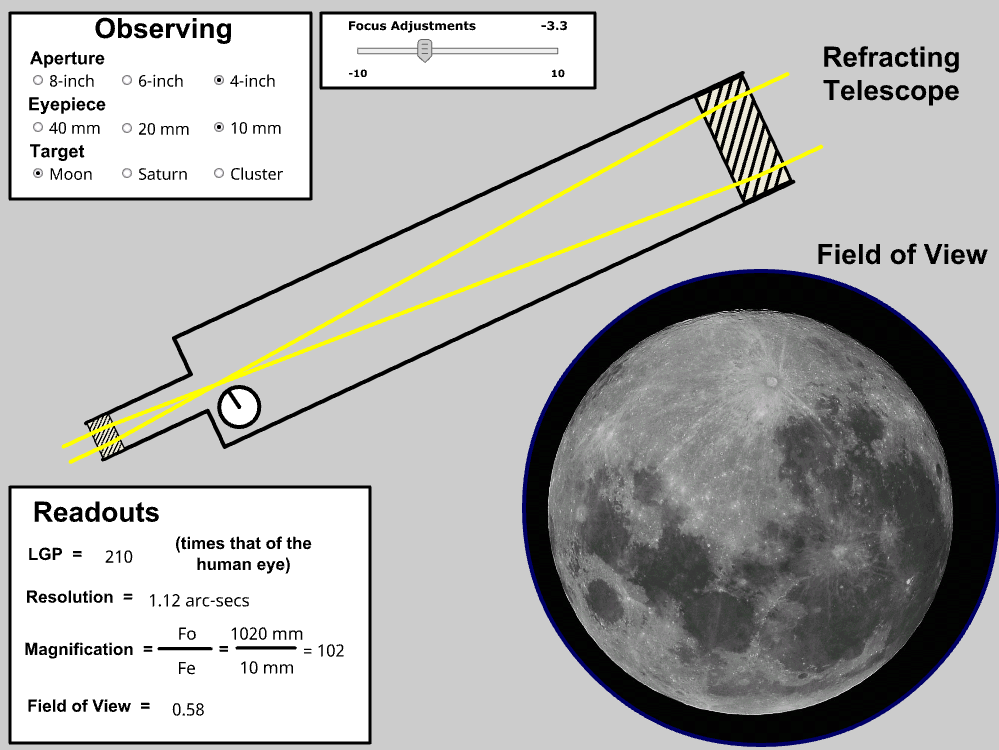 Observing
Aperture
8-inch 6-inch 4-inch
Eyepiece
40 mm 20 mm 10 mm
Target
Moon Saturn Cluster
Focus Adjustments -3.3
-10 10
Refracting
Telescope
Field of View
Readouts
LGP = 210 (times that of the
human eye)
Resolution = 1.12 arc-secs
Magnification = Fo / Fe = 1020 mm / 10 mm = 102
Field of View = 0.58